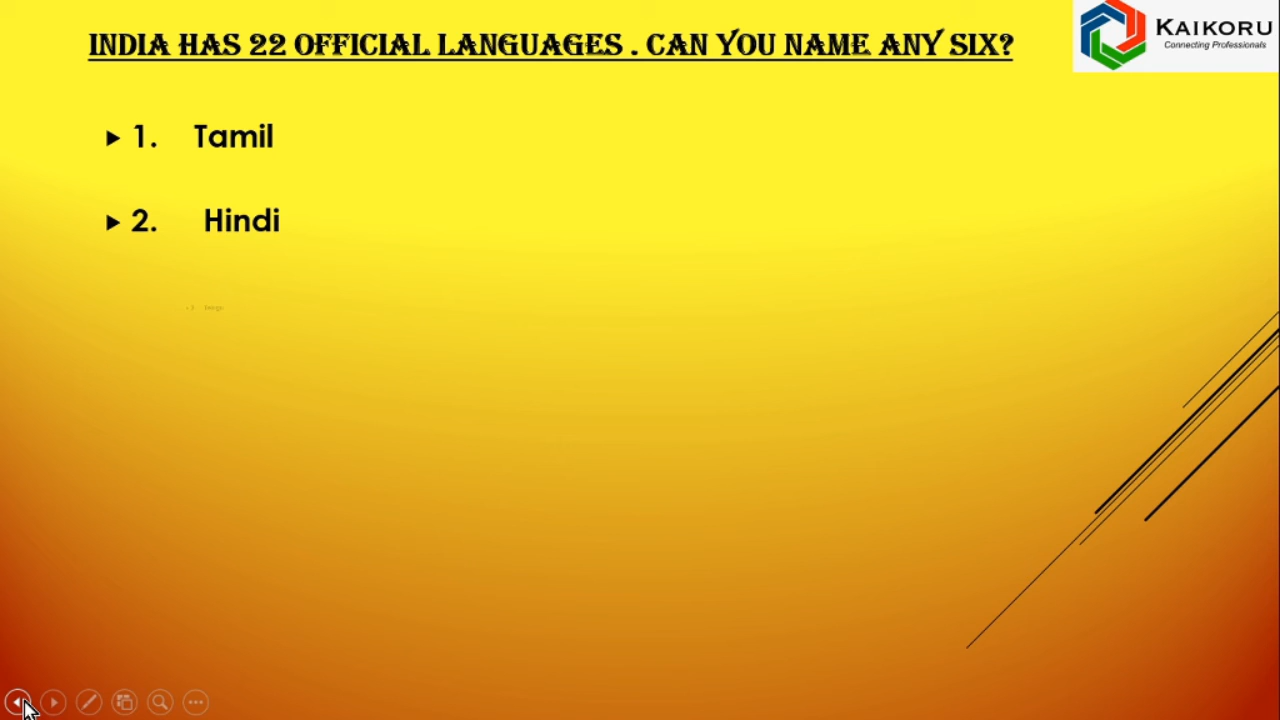 INDIA HAS 22 OFFICIAL LANGUAGES . CAN YOU NAME ANY SIX?
KAIKORU
Connecting Professionals
1. Tamil
2. Hindi